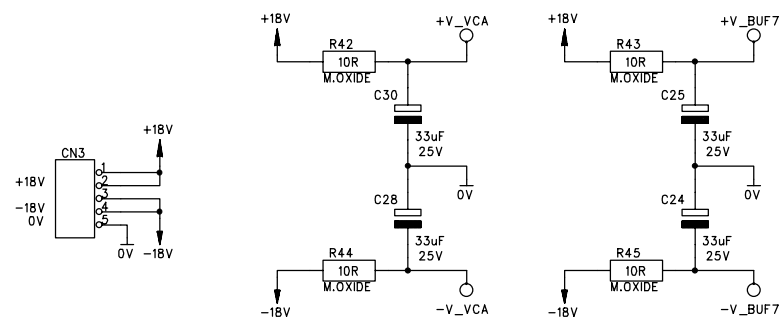 +18V
+V_VCA
R42
10R
M.OXIDE
C30
33uF
25V
0V
C28
33uF
25V
R44
10R
M.OXIDE
-18V
-V_VCA
+18V
+V_BUF7
R43
10R
M.OXIDE
C25
33uF
25V
0V
C24
33uF
25V
R45
10R
M.OXIDE
-18V
-V_BUF7
+18V
CN3
1
2
3
4
5
+18V
-18V
0V
0V
-18V